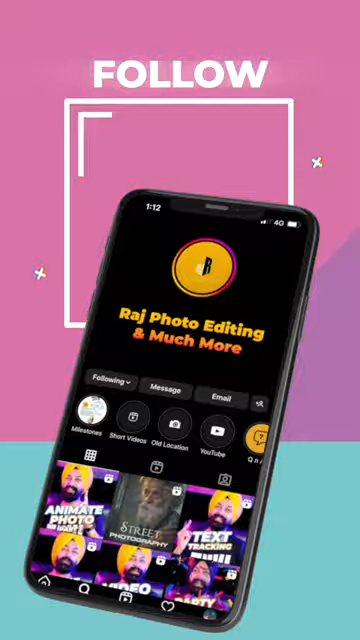 FOLLOW
1:12
4G
R
Raj Photo Editing
& Much More
Following
Message
Email
Milestones
Short Videos
Old Location
YouTube
Q n A
ANIMATE
PHOTO
STREET
PHOTOGRAPHY
TEXT
TRACKING
VIDEO
PARTY